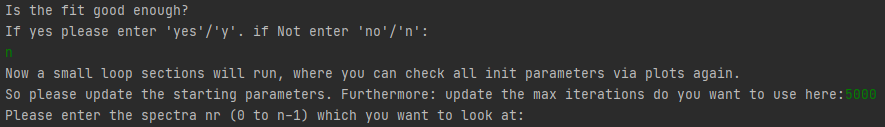 Is the fit good enough?
If yes please enter 'yes'/'y'. if Not enter 'no'/'n':
n
Now a small loop sections will run, where you can check all init parameters via plots again.
So please update the starting parameters. Furthermore: update the max iterations do you want to use here:5000
Please enter the spectra nr (0 to n-1) which you want to look at: